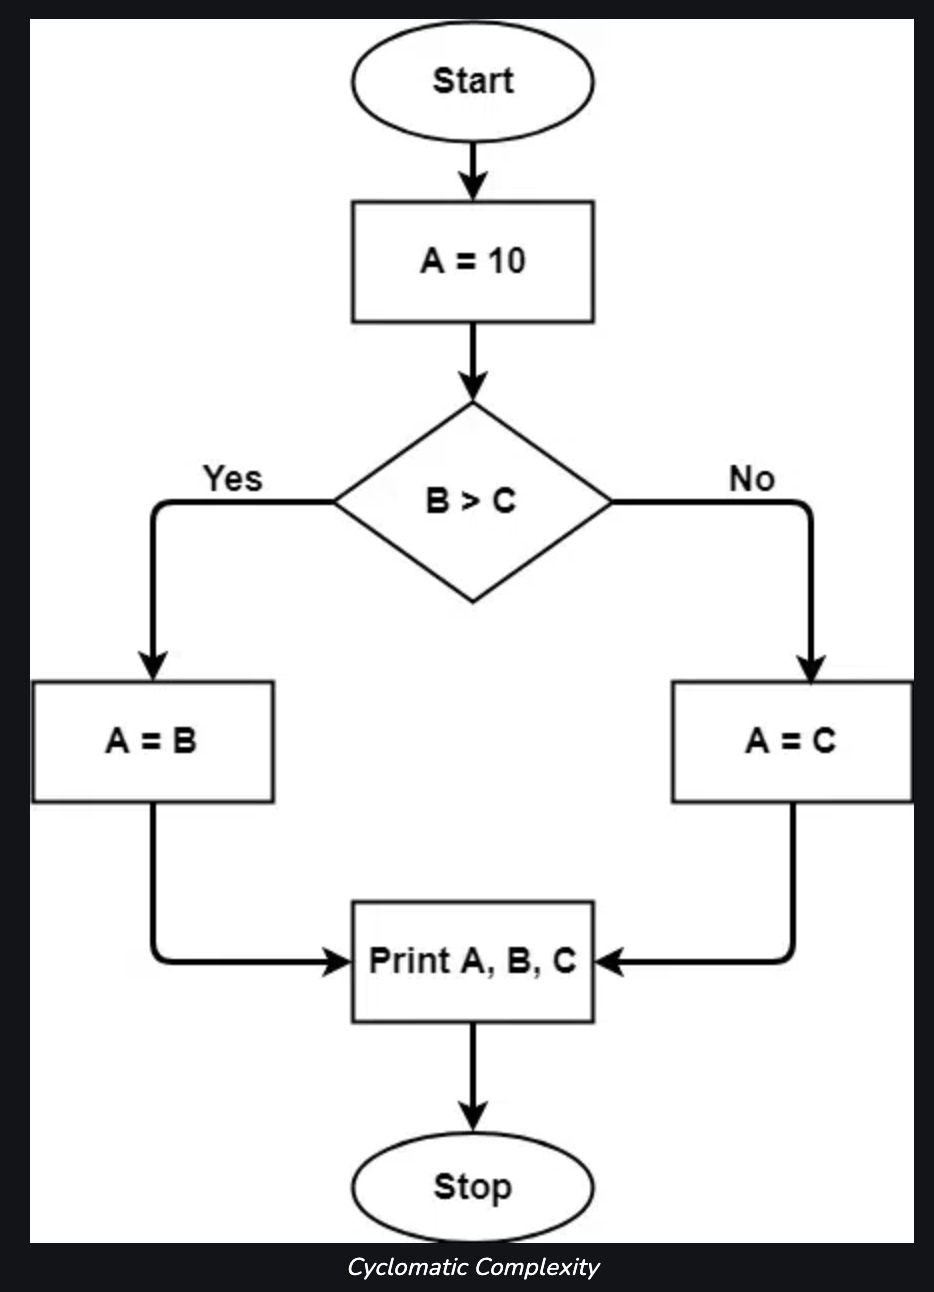 Start
A = 10
B > C
Yes
No
A = B
A = C
Print A, B, C
Stop
Cyclomatic Complexity